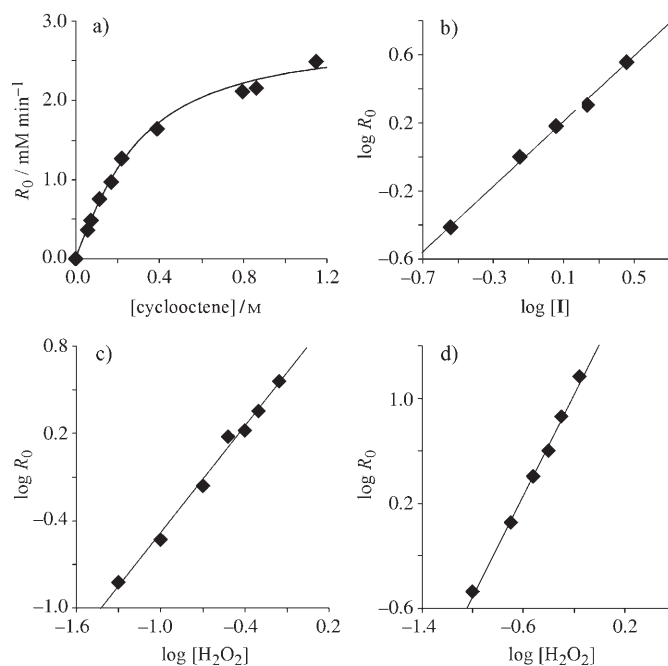 a)
R₀ / mM min⁻¹
3.0
2.0
1.0
0.0
0.0 0.4 0.8 1.2
[cyclooctene] / M
b)
log R₀
0.6
0.2
−0.2
−0.6
−0.7 −0.3 0.1 0.5
log [I]
c)
log R₀
0.8
0.2
−0.4
−1.0
−1.6 −1.0 −0.4 0.2
log [H₂O₂]
d)
log R₀
1.0
0.2
−0.6
−1.4 −0.6 0.2
log [H₂O₂]